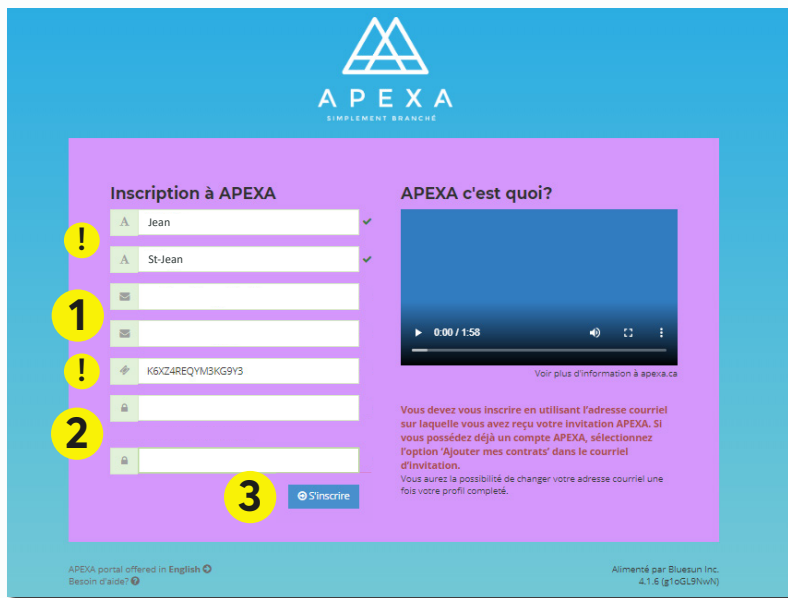 APEXA
SIMPLEMENT BRANCHÉ
Inscription à APEXA
! Jean
St-Jean
1
! K6XZ4REQYM3KG9Y3
2
3 S'inscrire
APEXA c'est quoi?
0:00 / 1:58
Voir plus d'information à apexa.ca
Vous devez vous inscrire en utilisant l'adresse courriel
sur laquelle vous avez reçu votre invitation APEXA. Si
vous possédez déjà un compte APEXA, sélectionnez
l'option 'Ajouter mes contrats' dans le courriel
d'invitation.
Vous aurez la possibilité de changer votre adresse courriel une
fois votre profil completé.
APEXA portal offered in English
Besoin d'aide?
Alimenté par Bluesun Inc.
4.1.6 (g1oGL9NwN)